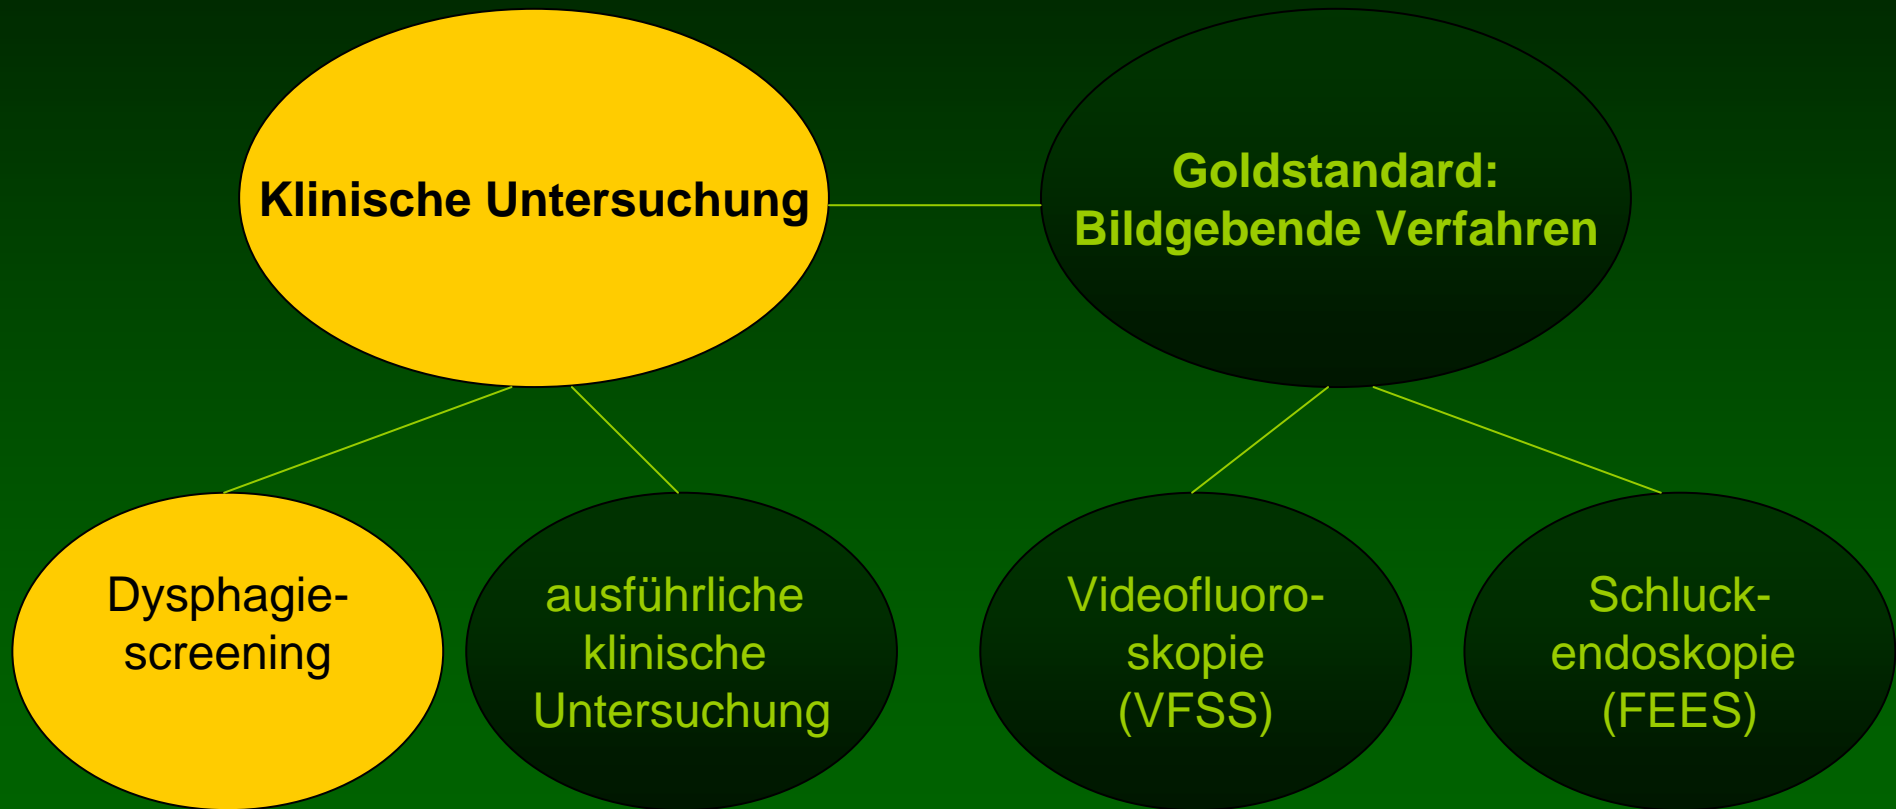 Klinische Untersuchung
Goldstandard:
Bildgebende Verfahren
Dysphagie-
screening
ausführliche
klinische
Untersuchung
Videofluoro-
skopie
(VFSS)
Schluck-
endoskopie
(FEES)